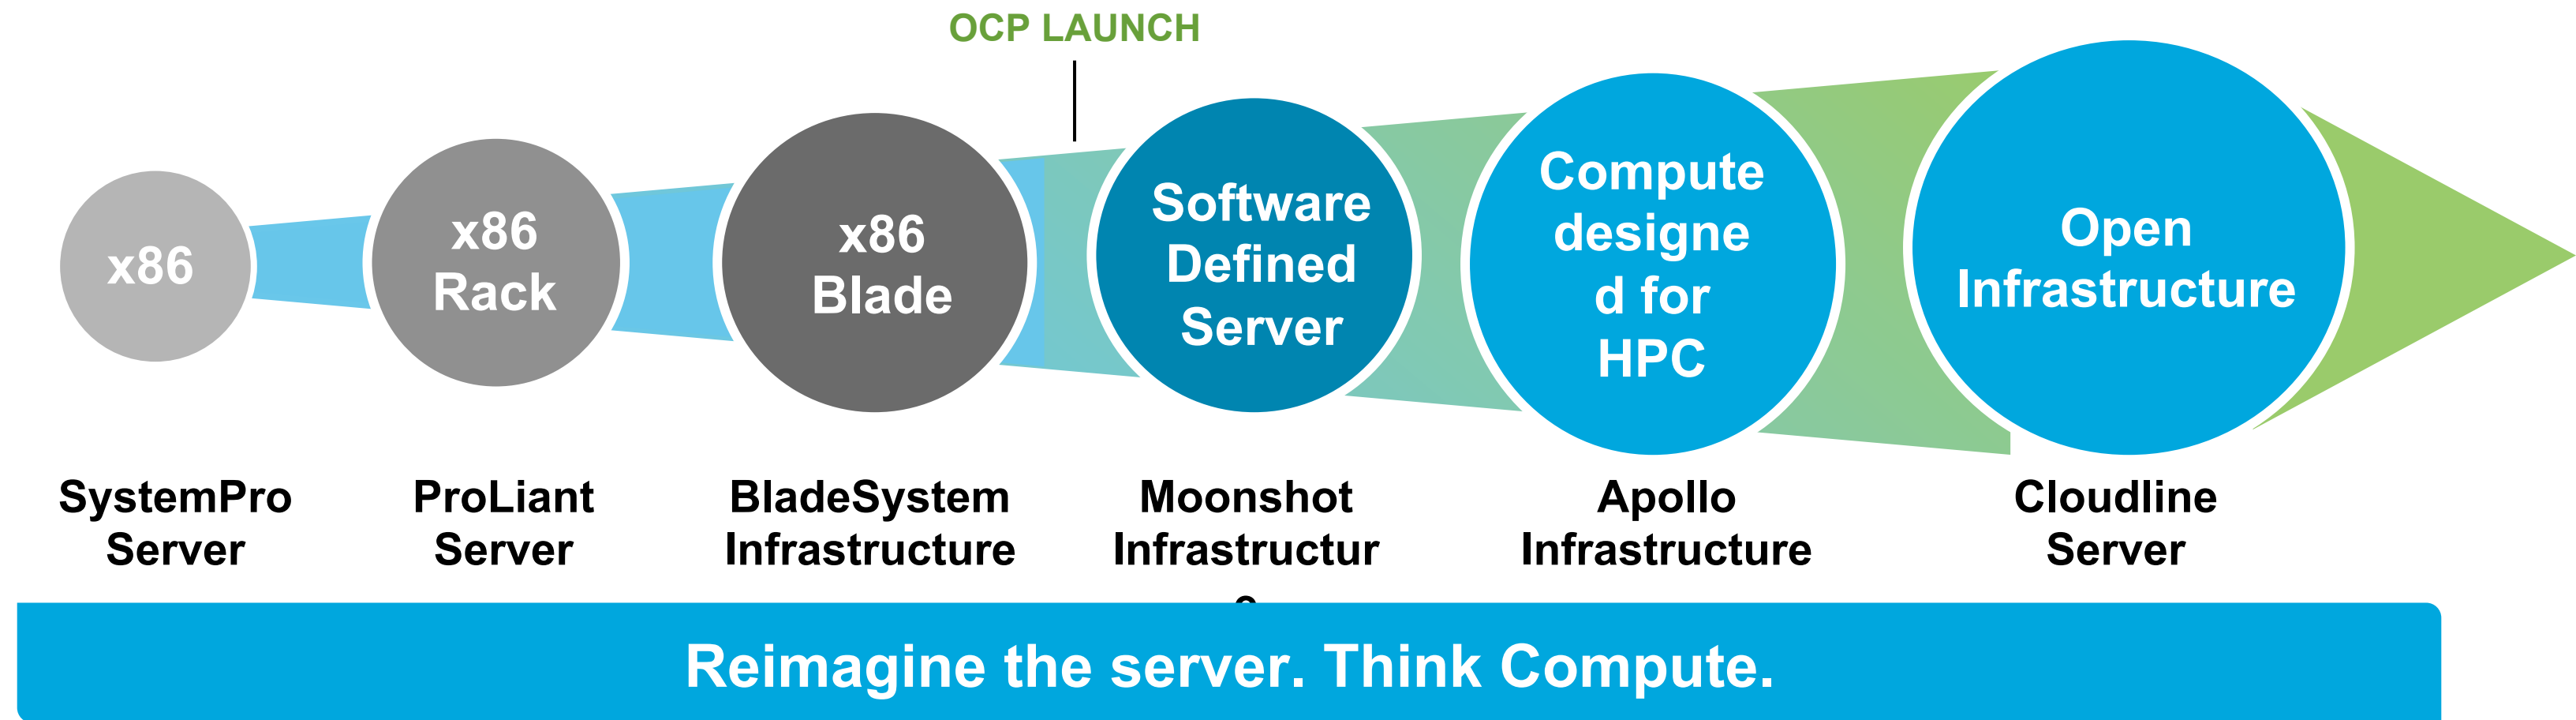 OCP LAUNCH
x86
x86
Rack
x86
Blade
Software
Defined
Server
Compute
designe
d for
HPC
Open
Infrastructure
SystemPro
Server
ProLiant
Server
BladeSystem
Infrastructure
Moonshot
Infrastructur
e
Apollo
Infrastructure
Cloudline
Server
Reimagine the server. Think Compute.